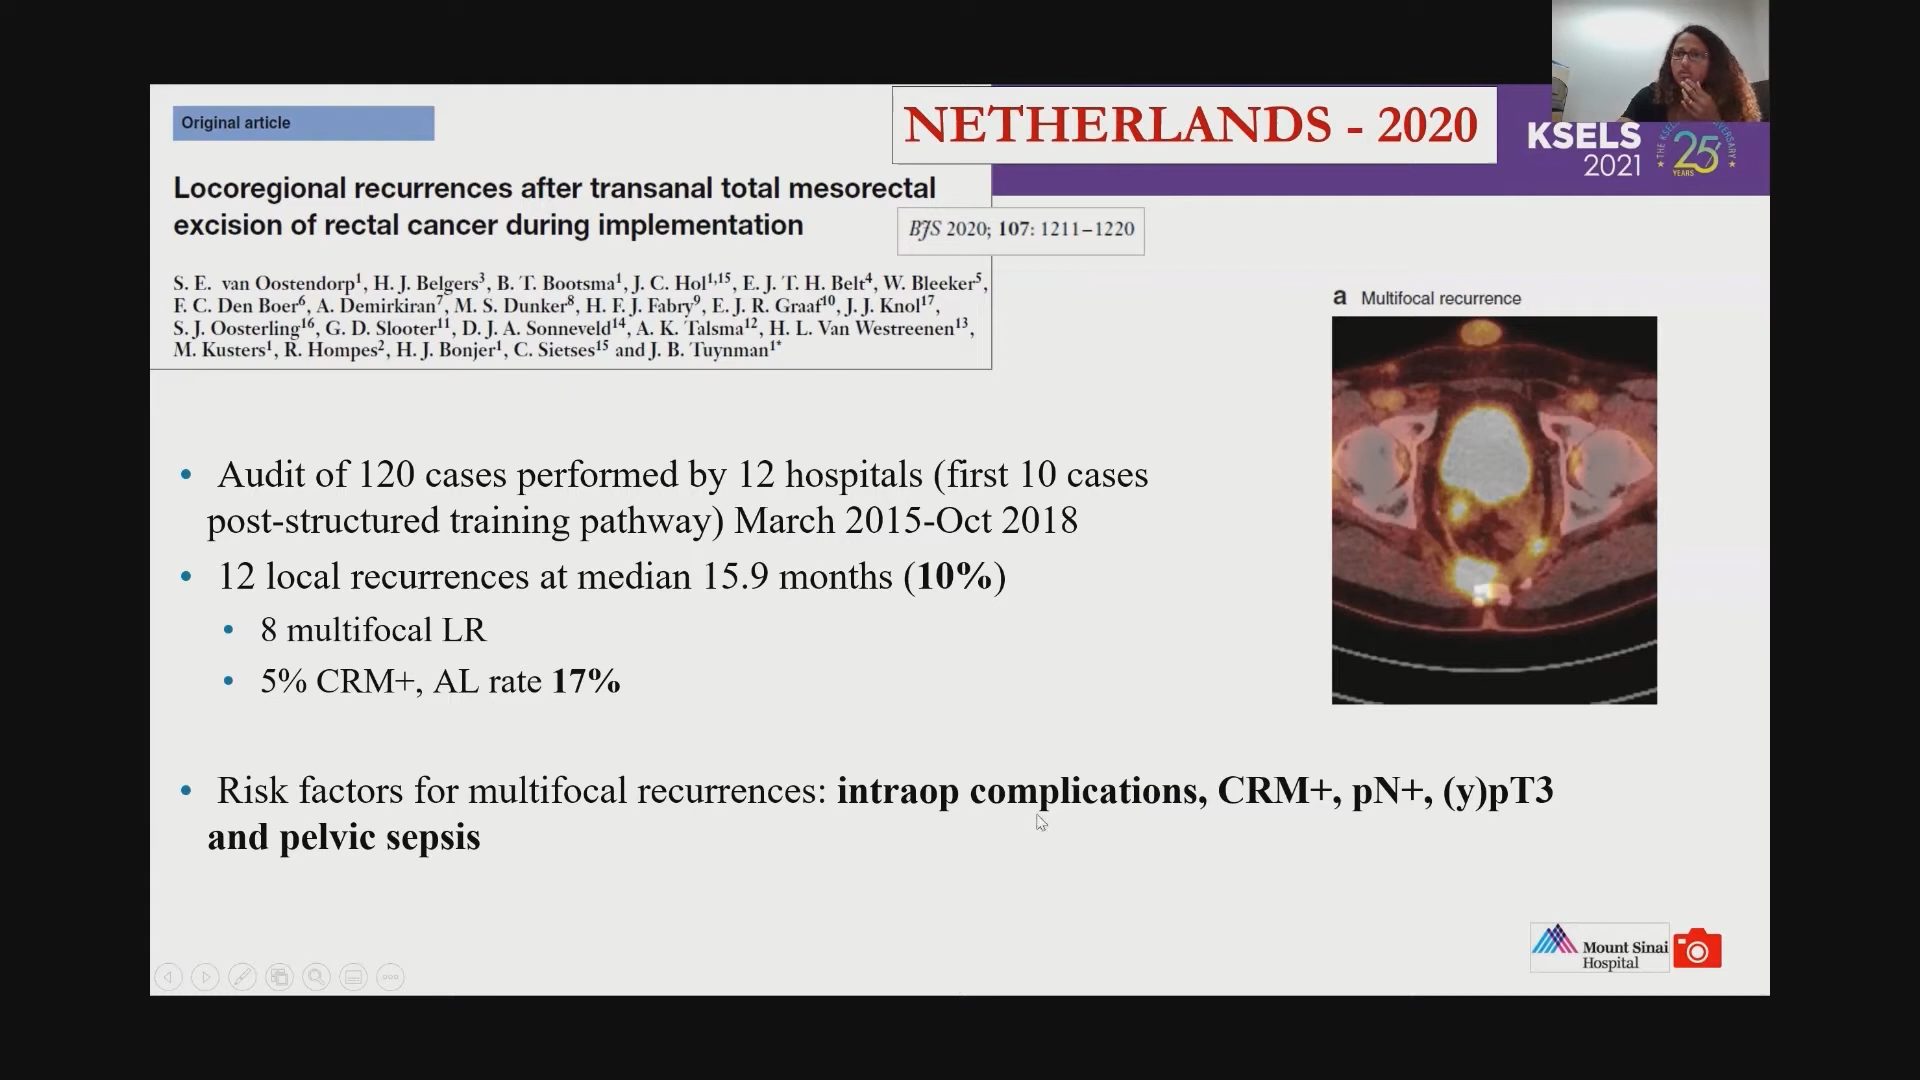 Original article
NETHERLANDS - 2020
KSELS
2021
25
YEARS
Locoregional recurrences after transanal total mesorectal
excision of rectal cancer during implementation
BJS 2020; 107: 1211–1220
S. E. van Oostendorp1, H. J. Belgers3, B. T. Bootsma1, J. C. Hol1,15, E. J. T. H. Belt4, W. Bleeker5,
F. C. Den Boer6, A. Demirkiran7, M. S. Dunker8, H. F. J. Fabry9, E. J. R. Graaf10, J. J. Knol17,
S. J. Oosterling16, G. D. Slooter11, D. J. A. Sonneveld14, A. K. Talsma12, H. L. Van Westreenen13,
M. Kusters1, R. Hompes2, H. J. Bonjer1, C. Sietses15 and J. B. Tuynman1*
a Multifocal recurrence
• Audit of 120 cases performed by 12 hospitals (first 10 cases
post-structured training pathway) March 2015-Oct 2018
• 12 local recurrences at median 15.9 months (10%)
• 8 multifocal LR
• 5% CRM+, AL rate 17%
• Risk factors for multifocal recurrences: intraop complications, CRM+, pN+, (y)pT3
and pelvic sepsis
Mount Sinai
Hospital